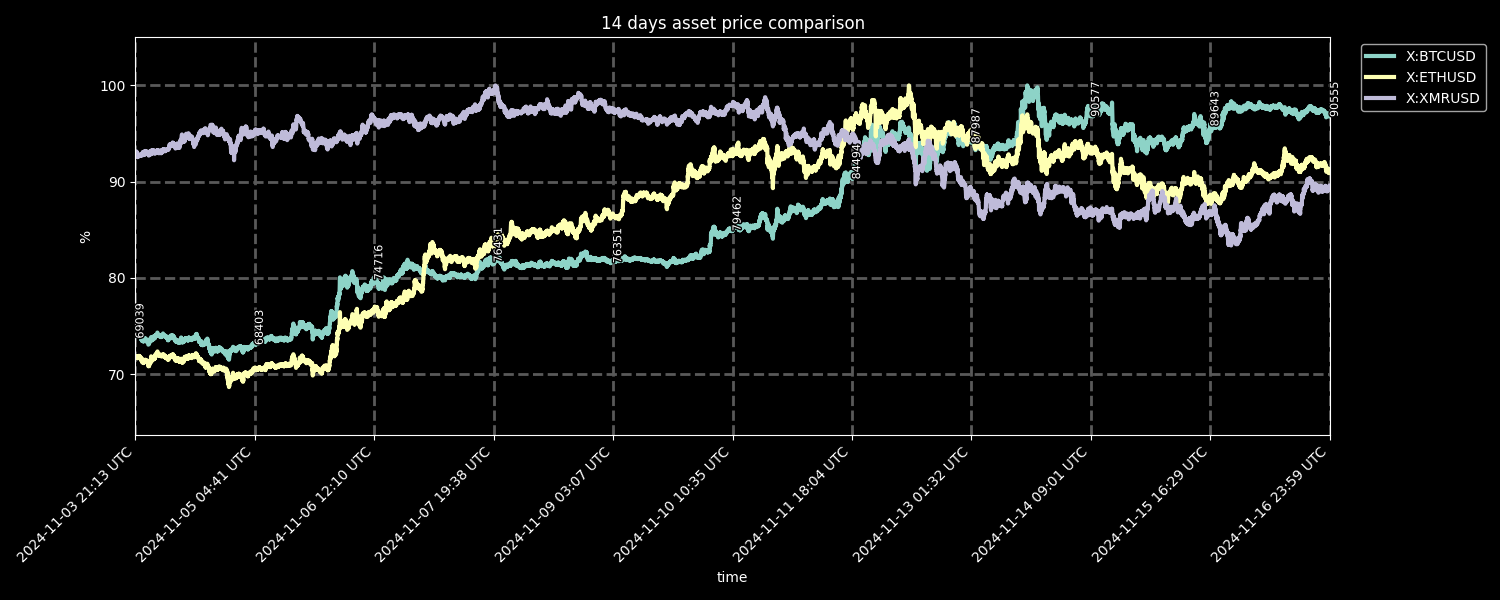 14 days asset price comparison
X:BTCUSD
X:ETHUSD
X:XMRUSD
100
90
80
70
%
69039
68403
74716
76431
76351
79462
84494
87987
90577
89643
90555
2024-11-03 21:13 UTC
2024-11-05 04:41 UTC
2024-11-06 12:10 UTC
2024-11-07 19:38 UTC
2024-11-09 03:07 UTC
2024-11-10 10:35 UTC
2024-11-11 18:04 UTC
2024-11-13 01:32 UTC
2024-11-14 09:01 UTC
2024-11-15 16:29 UTC
2024-11-16 23:59 UTC
time